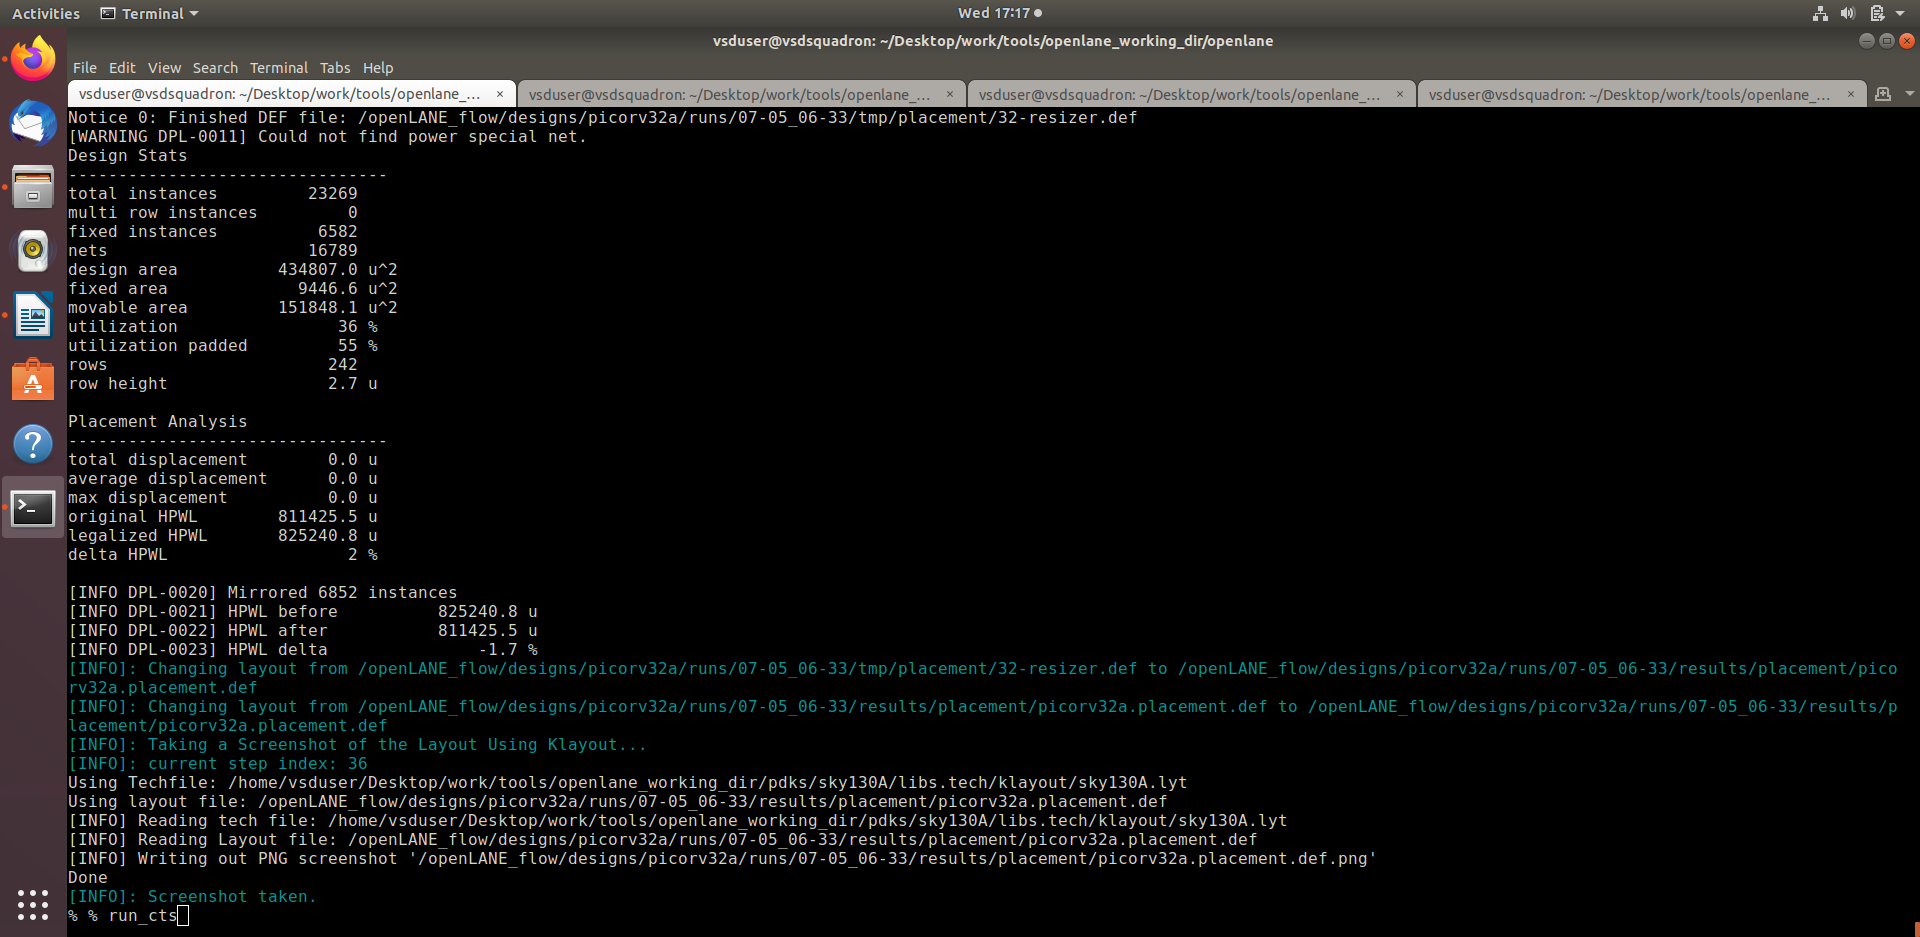 Activities
Terminal
Wed 17:17
vsduser@vsdsquadron: ~/Desktop/work/tools/openlane_working_dir/openlane
File Edit View Search Terminal Tabs Help
vsduser@vsdsquadron: ~/Desktop/work/tools/openlane_... × vsduser@vsdsquadron: ~/Desktop/work/tools/openlane_... × vsduser@vsdsquadron: ~/Desktop/work/tools/openlane_... × vsduser@vsdsquadron: ~/Desktop/work/tools/openlane_... ×
Notice 0: Finished DEF file: /openLANE_flow/designs/picorv32a/runs/07-05_06-33/tmp/placement/32-resizer.def
[WARNING DPL-0011] Could not find power special net.
Design Stats
--------------------------------
total instances         23269
multi row instances         0
fixed instances          6582
nets                    16789
design area          434807.0 u^2
fixed area             9446.6 u^2
movable area         151848.1 u^2
utilization                36 %
utilization padded         55 %
rows                      242
row height                2.7 u
Placement Analysis
--------------------------------
total displacement        0.0 u
average displacement      0.0 u
max displacement          0.0 u
original HPWL        811425.5 u
legalized HPWL       825240.8 u
delta HPWL                  2 %
[INFO DPL-0020] Mirrored 6852 instances
[INFO DPL-0021] HPWL before          825240.8 u
[INFO DPL-0022] HPWL after           811425.5 u
[INFO DPL-0023] HPWL delta               -1.7 %
[INFO]: Changing layout from /openLANE_flow/designs/picorv32a/runs/07-05_06-33/tmp/placement/32-resizer.def to /openLANE_flow/designs/picorv32a/runs/07-05_06-33/results/placement/pico
rv32a.placement.def
[INFO]: Changing layout from /openLANE_flow/designs/picorv32a/runs/07-05_06-33/results/placement/picorv32a.placement.def to /openLANE_flow/designs/picorv32a/runs/07-05_06-33/results/p
lacement/picorv32a.placement.def
[INFO]: Taking a Screenshot of the Layout Using Klayout...
[INFO]: current step index: 36
Using Techfile: /home/vsduser/Desktop/work/tools/openlane_working_dir/pdks/sky130A/libs.tech/klayout/sky130A.lyt
Using layout file: /openLANE_flow/designs/picorv32a/runs/07-05_06-33/results/placement/picorv32a.placement.def
[INFO] Reading tech file: /home/vsduser/Desktop/work/tools/openlane_working_dir/pdks/sky130A/libs.tech/klayout/sky130A.lyt
[INFO] Reading Layout file: /openLANE_flow/designs/picorv32a/runs/07-05_06-33/results/placement/picorv32a.placement.def
[INFO] Writing out PNG screenshot '/openLANE_flow/designs/picorv32a/runs/07-05_06-33/results/placement/picorv32a.placement.def.png'
Done
[INFO]: Screenshot taken.
% % run_cts